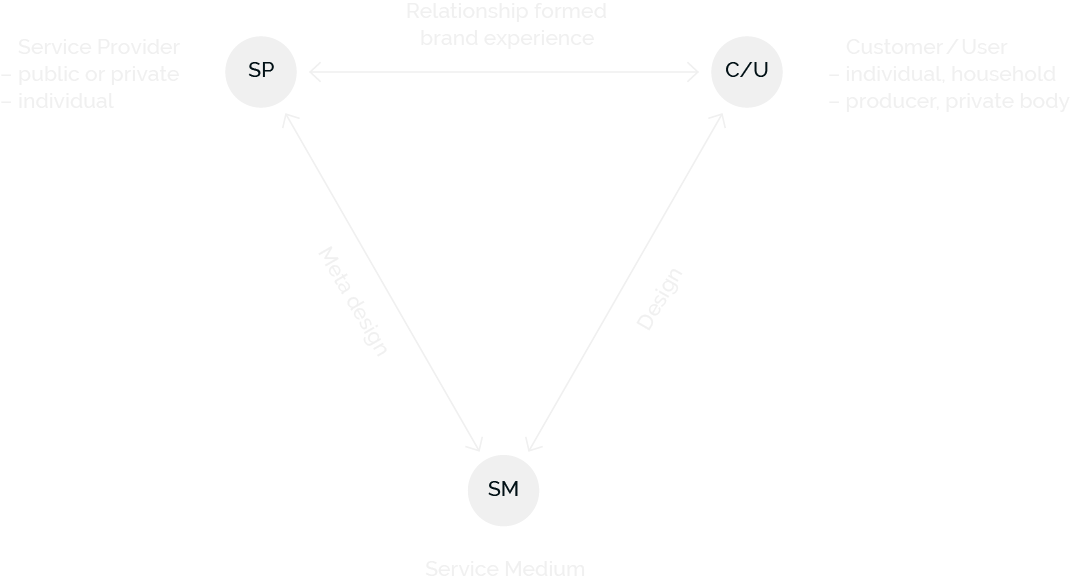 Relationship formed
brand experience
Service Provider
– public or private
– individual
SP
C/U
Customer / User
– individual, household
– producer, private body
Meta design
Design
SM
Service Medium